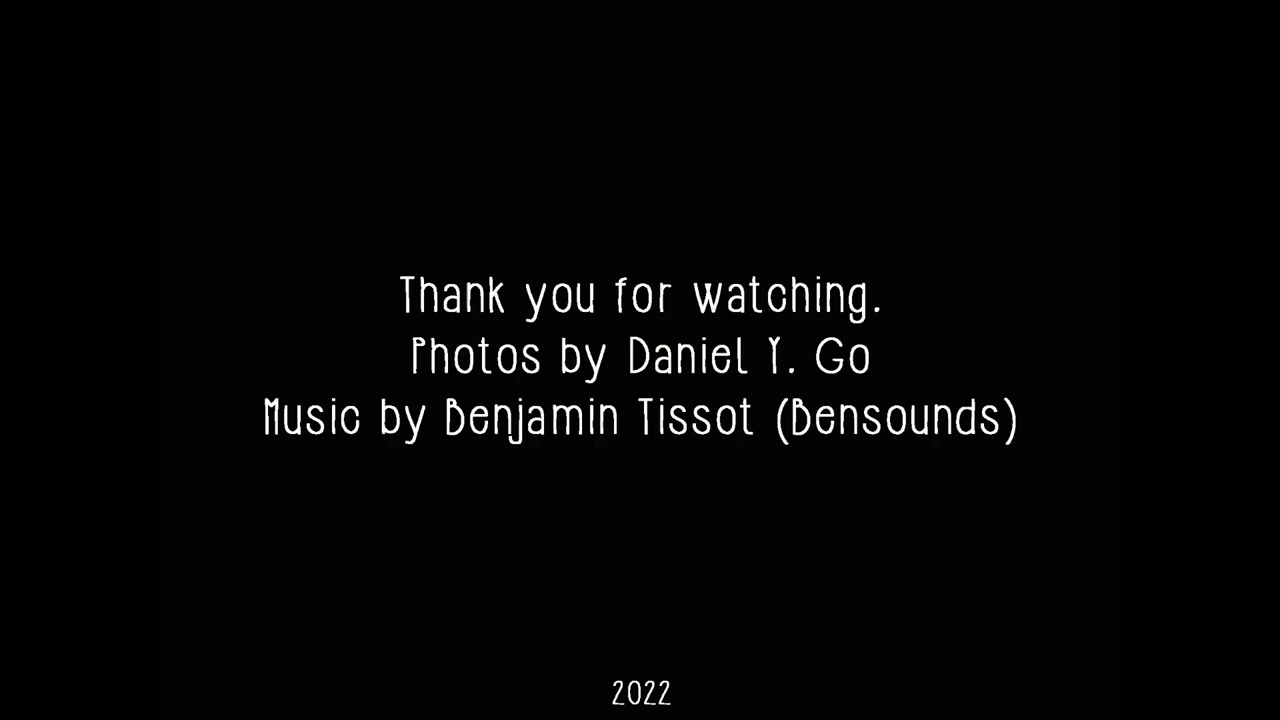 Thank you for watching.
Photos by Daniel Y. Go
Music by Benjamin Tissot (Bensounds)
2022